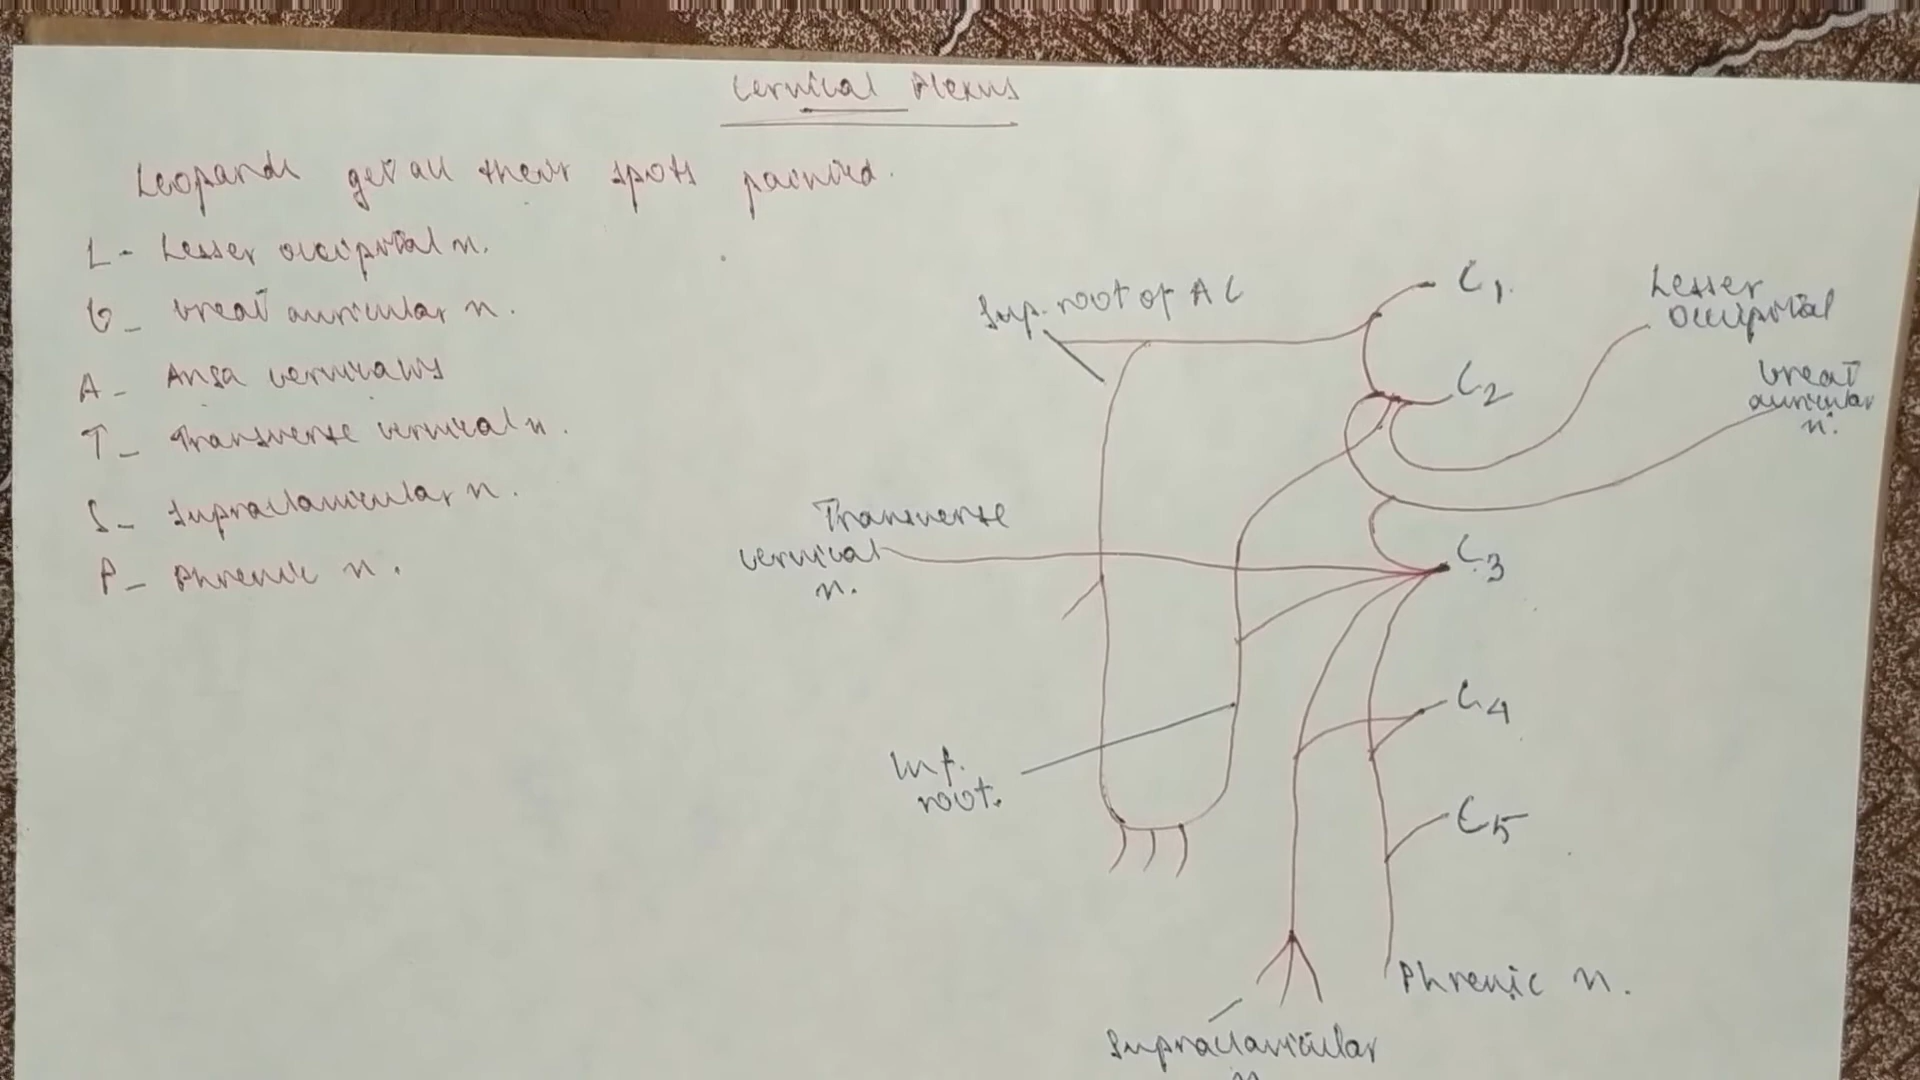 Cervical Plexus
Leopards get all their spots painted.
L - Lesser occipital n.
G - Great auricular n.
A - Ansa cervicalis
T - Transverse cervical n.
S - Supraclavicular n.
P - Phrenic n.
Sup. root of AC
C1.
Lesser
occipital
C2
Great
auricular
n.
Transverse
cervical
n.
C3
C4
Inf.
root.
C5
Phrenic n.
Supraclavicular
n.